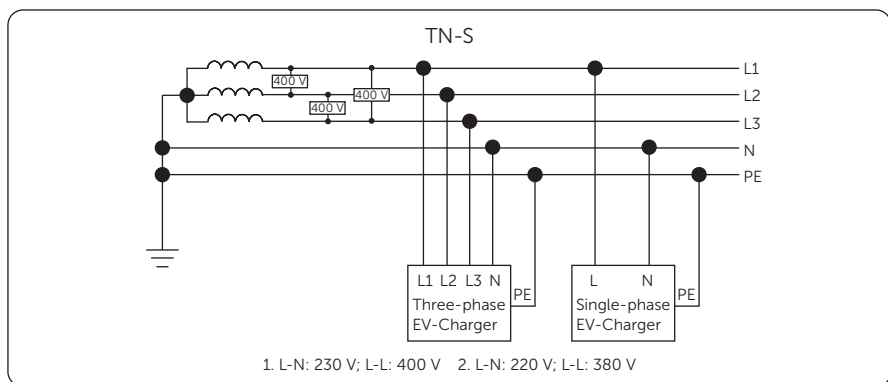 TN-S
L1
400 V
400 V
L2
400 V
L3
N
PE
L1 L2 L3 N
PE
Three-phase
EV-Charger
L N
PE
Single-phase
EV-Charger
1. L-N: 230 V; L-L: 400 V 2. L-N: 220 V; L-L: 380 V